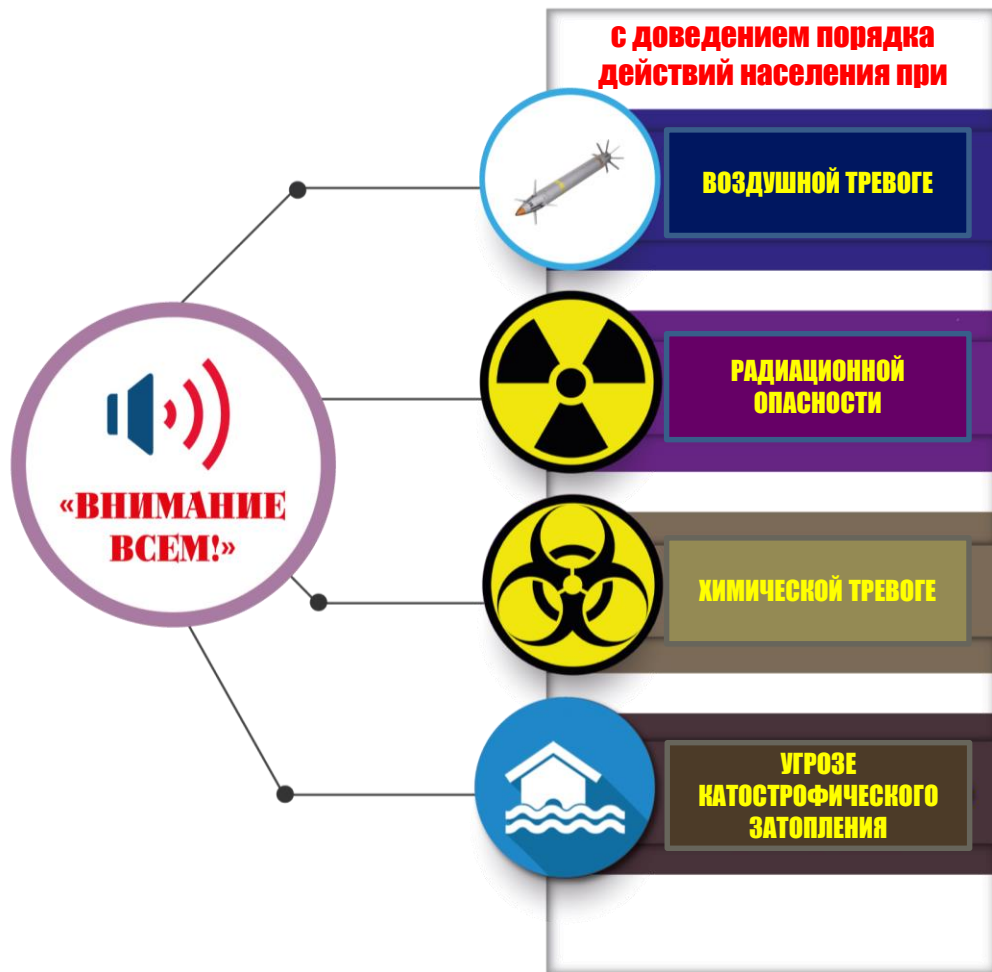 с доведением порядка
действий населения при
ВОЗДУШНОЙ ТРЕВОГЕ
РАДИАЦИОННОЙ
ОПАСНОСТИ
«ВНИМАНИЕ
ВСЕМ!»
ХИМИЧЕСКОЙ ТРЕВОГЕ
УГРОЗЕ
КАТОСТРОФИЧЕСКОГО
ЗАТОПЛЕНИЯ